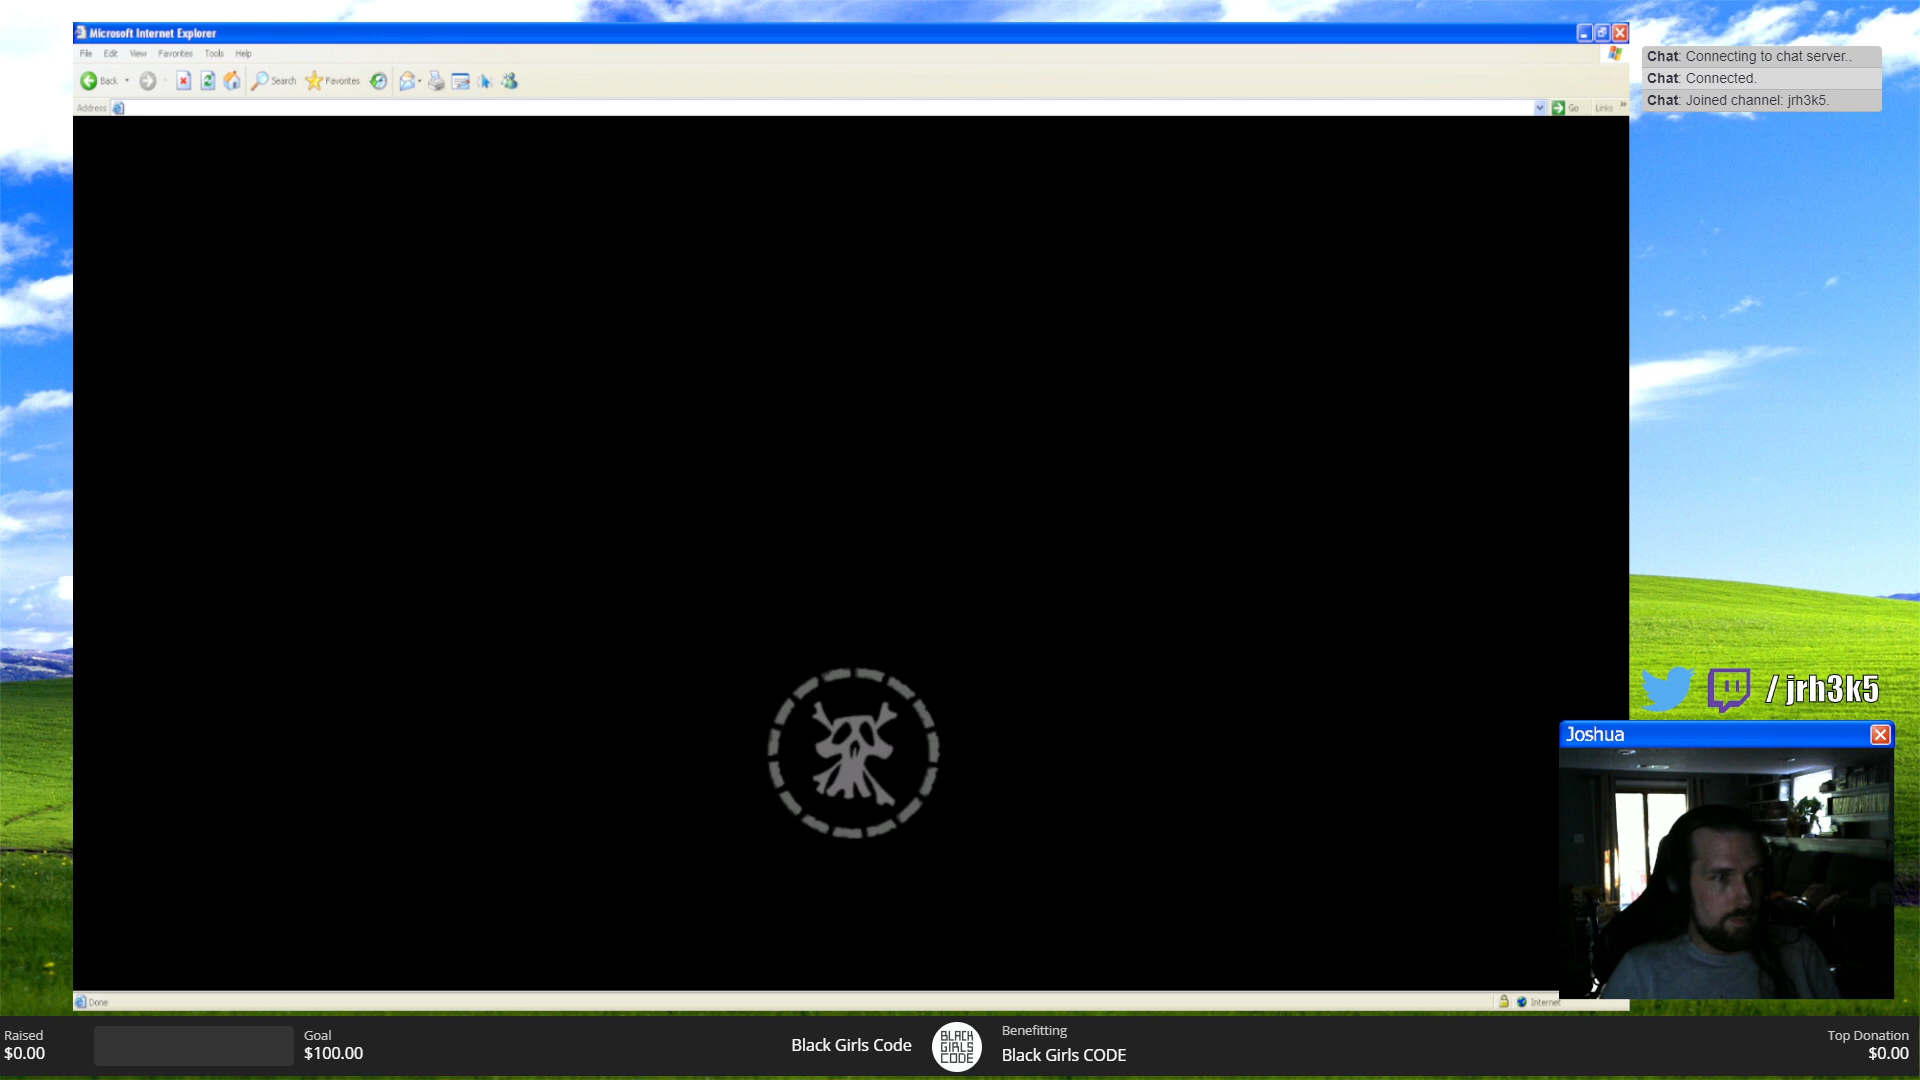 Microsoft Internet Explorer
File Edit View Favorites Tools Help
Back Search Favorites
Address Go Links »
Chat: Connecting to chat server..
Chat: Connected.
Chat: Joined channel: jrh3k5.
/ jrh3k5
Joshua
Done
Internet
Raised
$0.00
Goal
$100.00
Black Girls Code
BLACK
GIRLS
CODE
Benefitting
Black Girls CODE
Top Donation
$0.00